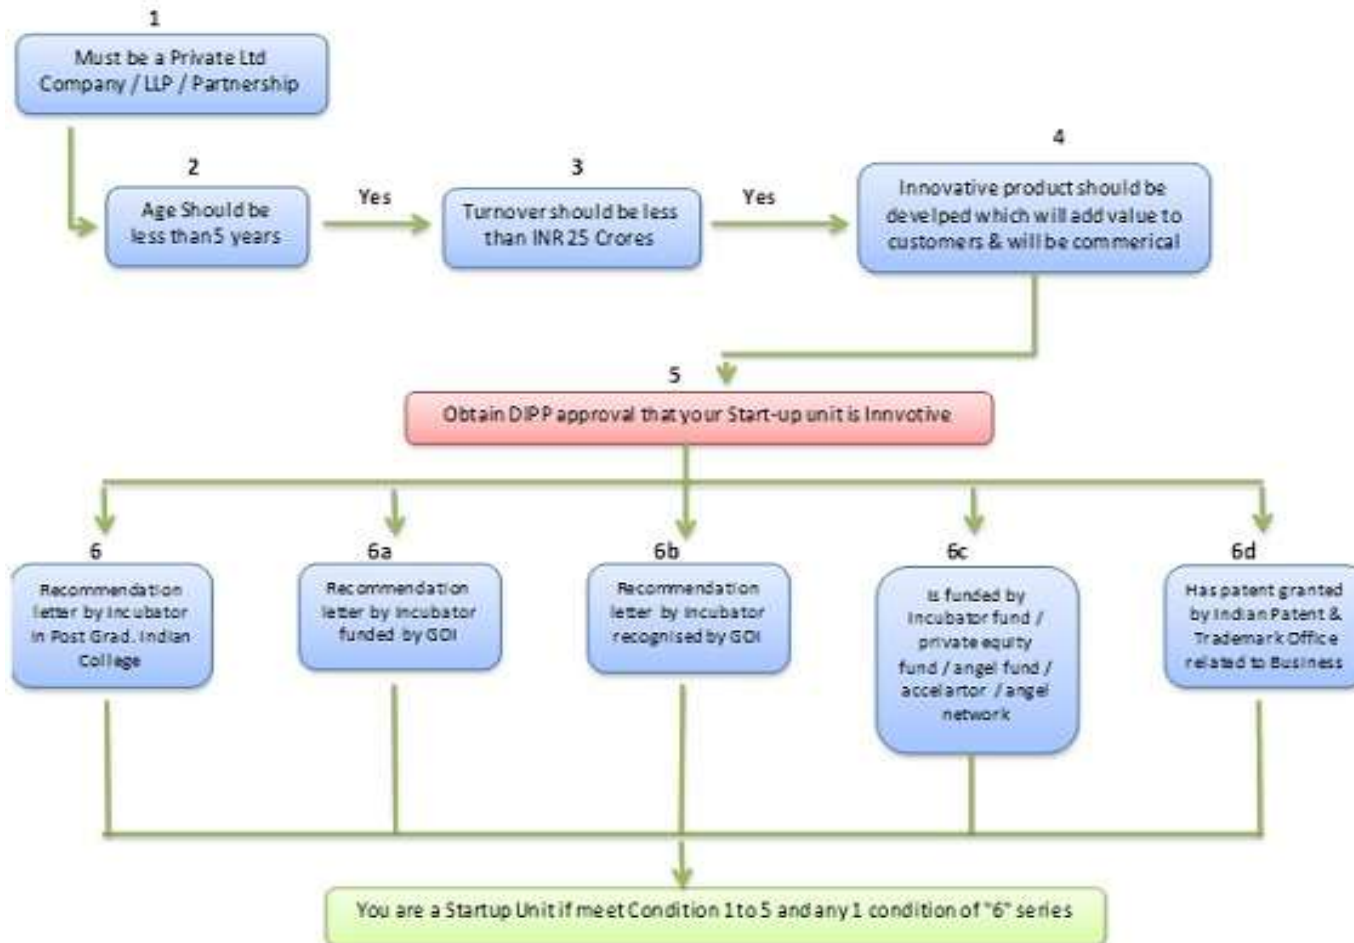 1
Must be a Private Ltd
Company / LLP / Partnership
2
Age Should be
less than 5 years
Yes
3
Turnover should be less
than INR 25 Crores
Yes
4
Innovative product should be
develped which will add value to
customers & will be commerical
5
Obtain DIPP approval that your Start-up unit is Innvotive
6
Recommendation
letter by Incubator
in Post Grad. Indian
College
6a
Recommendation
letter by Incubator
funded by GOI
6b
Recommendation
letter by Incubator
recognised by GOI
6c
Is funded by
Incubator fund /
private equity
fund / angel fund /
accelartor / angel
network
6d
Has patent granted
by Indian Patent &
Trademark Office
related to Business
You are a Startup Unit if meet Condition 1 to 5 and any 1 condition of "6" series